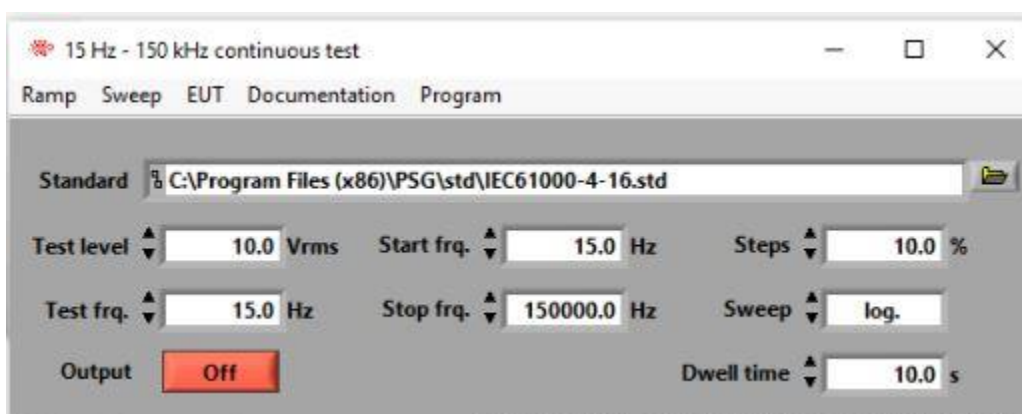 15 Hz - 150 kHz continuous test
Ramp Sweep EUT Documentation Program
Standard C:\Program Files (x86)\PSG\std\IEC61000-4-16.std
Test level 10.0 Vrms Start frq. 15.0 Hz Steps 10.0 %
Test frq. 15.0 Hz Stop frq. 150000.0 Hz Sweep log.
Output Off Dwell time 10.0 s